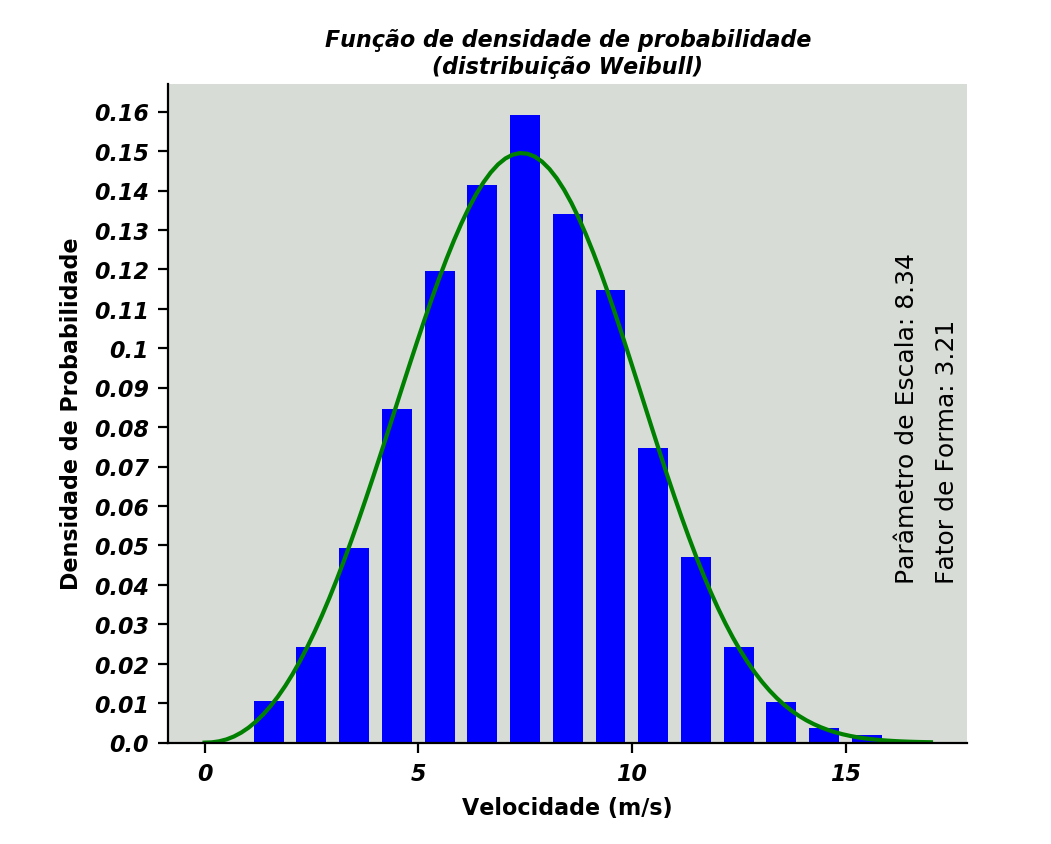 Função de densidade de probabilidade
(distribuição Weibull)
0.16
0.15
0.14
0.13
0.12
0.11
0.1
0.09
0.08
0.07
0.06
0.05
0.04
0.03
0.02
0.01
0.0
Densidade de Probabilidade
Parâmetro de Escala: 8.34
Fator de Forma: 3.21
0 5 10 15
Velocidade (m/s)